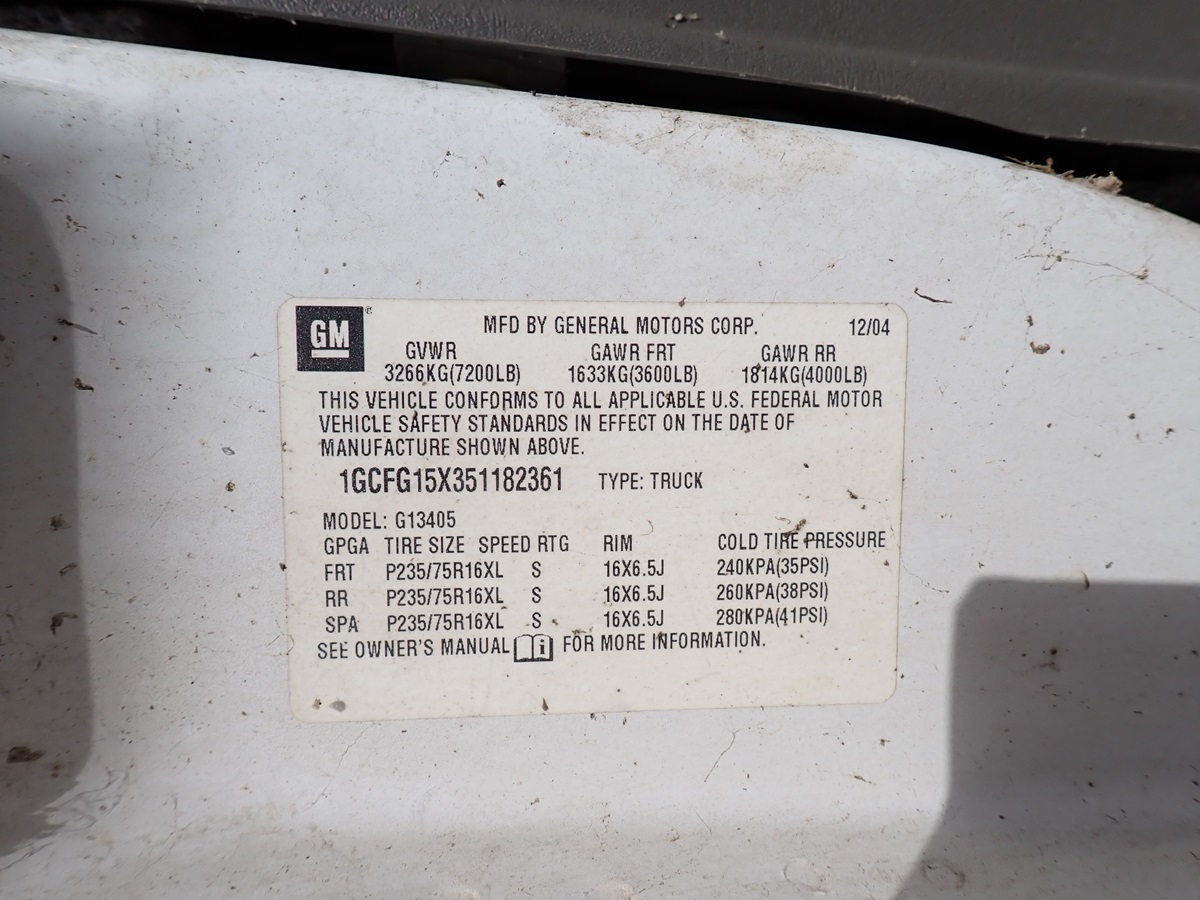 GM ®
MFD BY GENERAL MOTORS CORP. 12/04
GVWR GAWR FRT GAWR RR
3266KG(7200LB) 1633KG(3600LB) 1814KG(4000LB)
THIS VEHICLE CONFORMS TO ALL APPLICABLE U.S. FEDERAL MOTOR
VEHICLE SAFETY STANDARDS IN EFFECT ON THE DATE OF
MANUFACTURE SHOWN ABOVE.
1GCFG15X351182361 TYPE: TRUCK
MODEL: G13405
GPGA TIRE SIZE SPEED RTG RIM COLD TIRE PRESSURE
FRT P235/75R16XL S 16X6.5J 240KPA(35PSI)
RR P235/75R16XL S 16X6.5J 260KPA(38PSI)
SPA P235/75R16XL S 16X6.5J 280KPA(41PSI)
SEE OWNER'S MANUAL i FOR MORE INFORMATION.